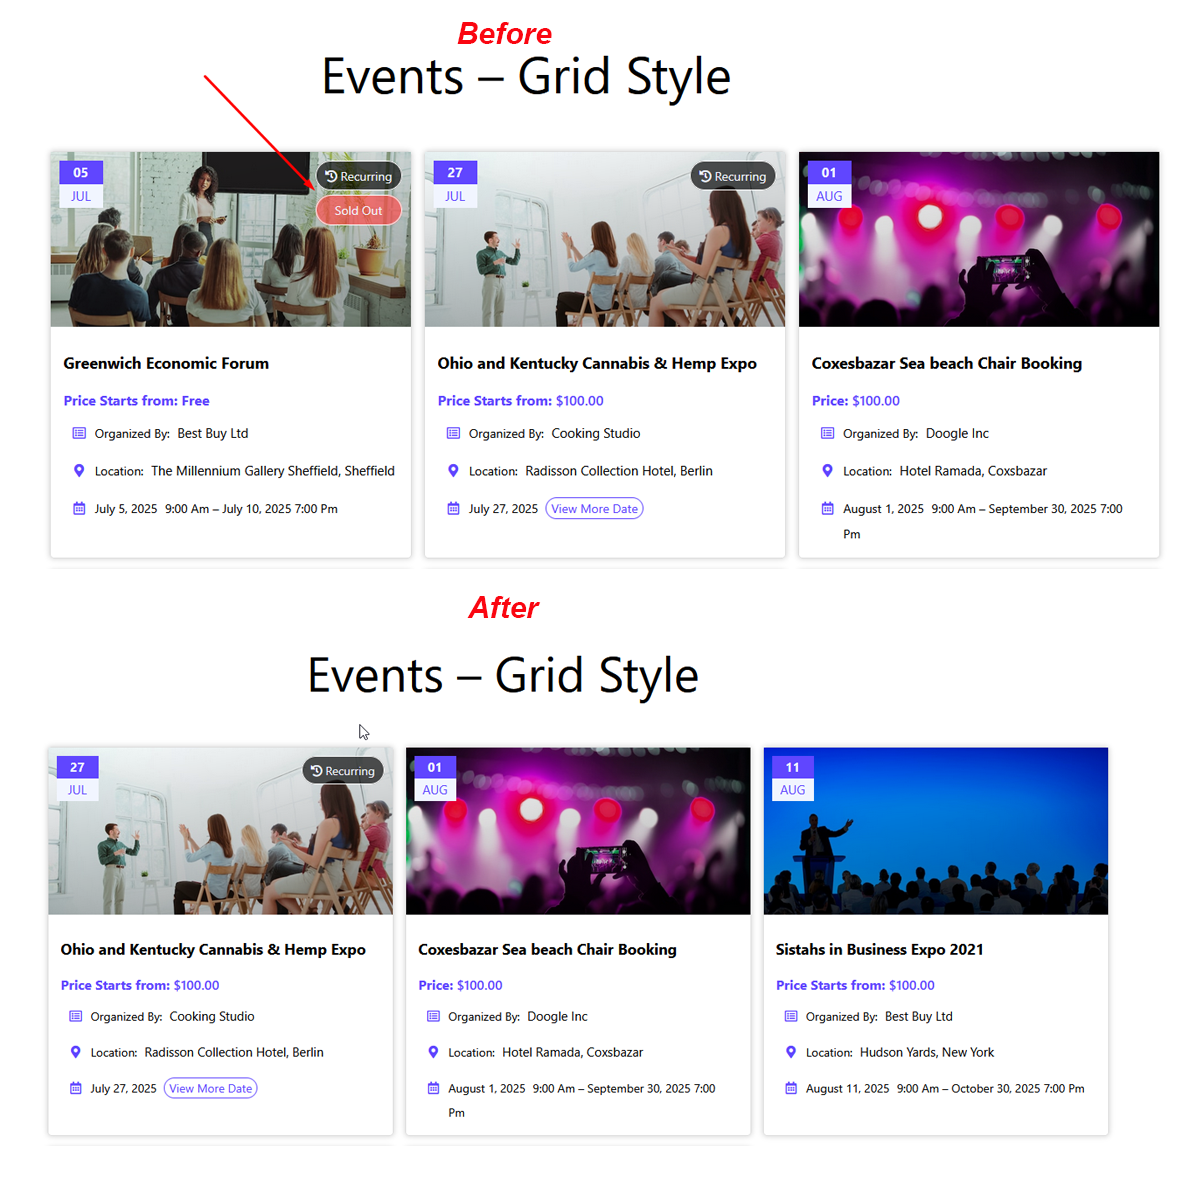 Before
Events – Grid Style
05
JUL
Recurring
Sold Out
Greenwich Economic Forum
Price Starts from: Free
Organized By: Best Buy Ltd
Location: The Millennium Gallery Sheffield, Sheffield
July 5, 2025 9:00 Am – July 10, 2025 7:00 Pm
27
JUL
Recurring
Ohio and Kentucky Cannabis & Hemp Expo
Price Starts from: $100.00
Organized By: Cooking Studio
Location: Radisson Collection Hotel, Berlin
July 27, 2025 View More Date
01
AUG
Coxesbazar Sea beach Chair Booking
Price: $100.00
Organized By: Doogle Inc
Location: Hotel Ramada, Coxsbazar
August 1, 2025 9:00 Am – September 30, 2025 7:00
Pm
After
Events – Grid Style
27
JUL
Recurring
Ohio and Kentucky Cannabis & Hemp Expo
Price Starts from: $100.00
Organized By: Cooking Studio
Location: Radisson Collection Hotel, Berlin
July 27, 2025 View More Date
01
AUG
Coxesbazar Sea beach Chair Booking
Price: $100.00
Organized By: Doogle Inc
Location: Hotel Ramada, Coxsbazar
August 1, 2025 9:00 Am – September 30, 2025 7:00
Pm
11
AUG
Sistahs in Business Expo 2021
Price Starts from: $100.00
Organized By: Best Buy Ltd
Location: Hudson Yards, New York
August 11, 2025 9:00 Am – October 30, 2025 7:00 Pm